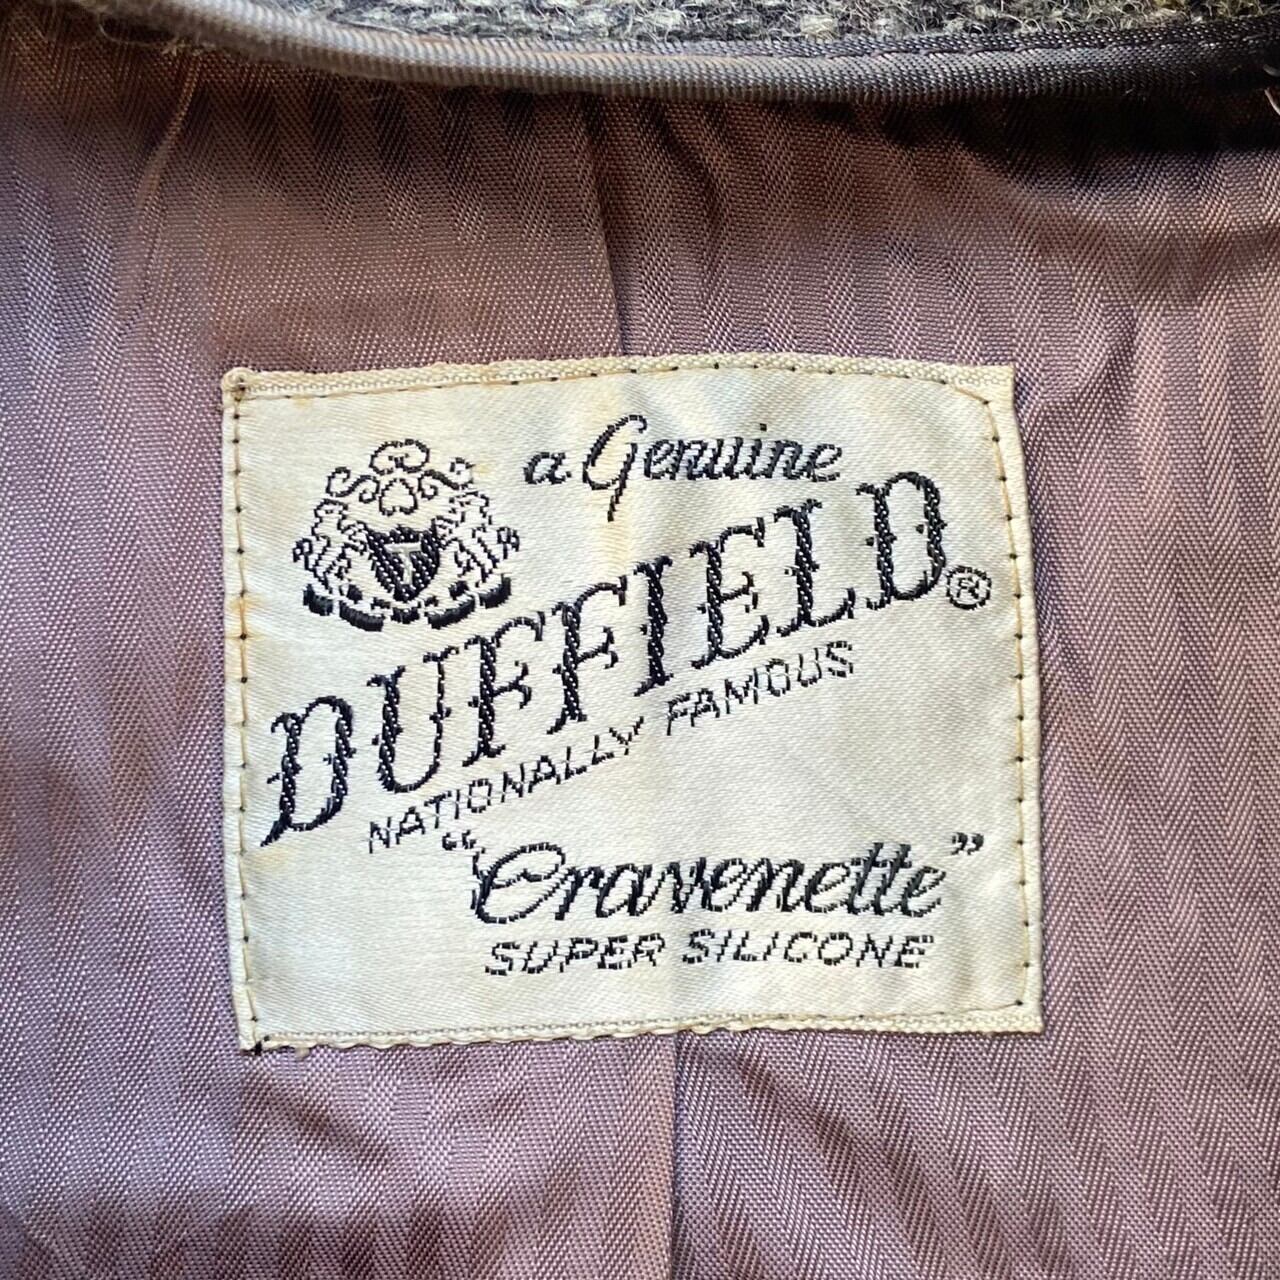 a Genuine
T
DUFFIELD®
NATIONALLY FAMOUS
"Cravenette"
SUPER SILICONE